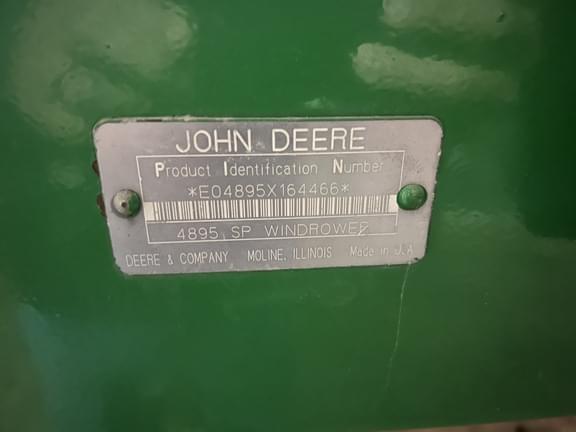 JOHN DEERE
Product Identification Number
*E04895X164466*
4895 SP WINDROWER
DEERE & COMPANY MOLINE, ILLINOIS Made in U.S.A